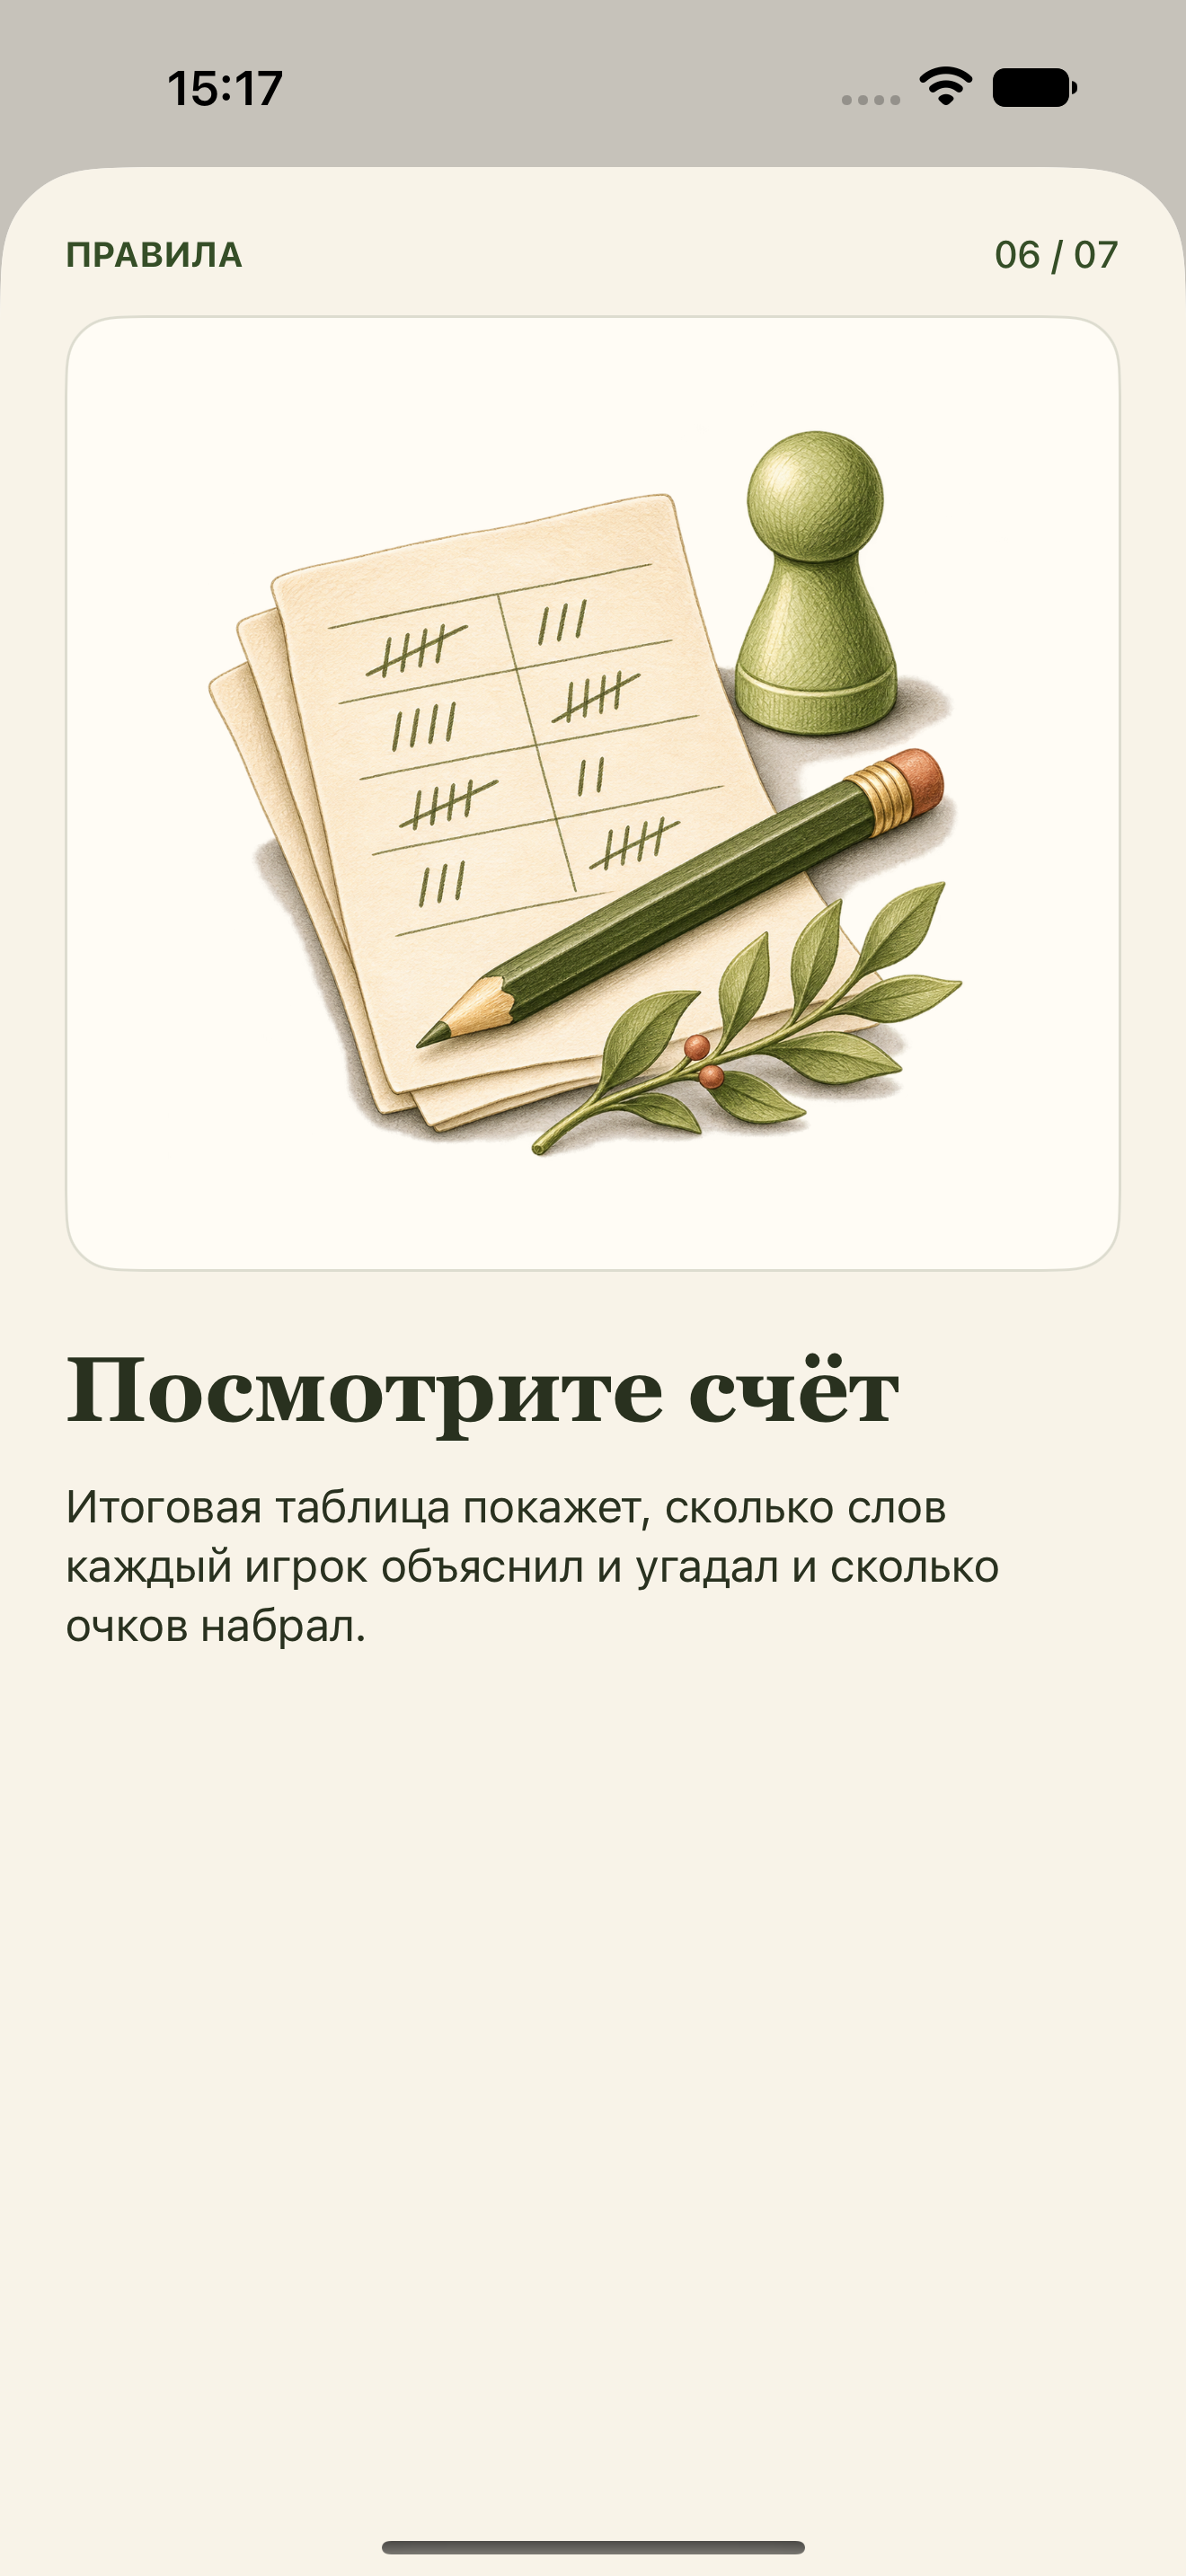 15:17
ПРАВИЛА
06 / 07
Посмотрите счёт
Итоговая таблица покажет, сколько слов
каждый игрок объяснил и угадал и сколько
очков набрал.